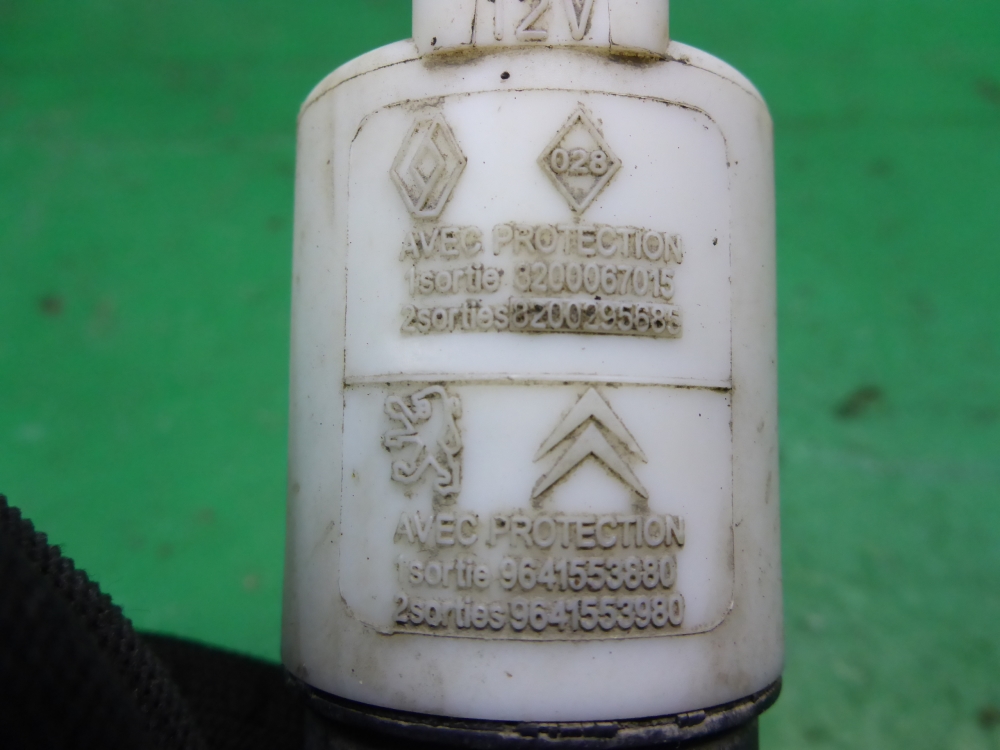 12V
028
AVEC PROTECTION
1sortie 8200067015
2sorties 8200295685
AVEC PROTECTION
1sortie 9641553880
2sorties 9641553980